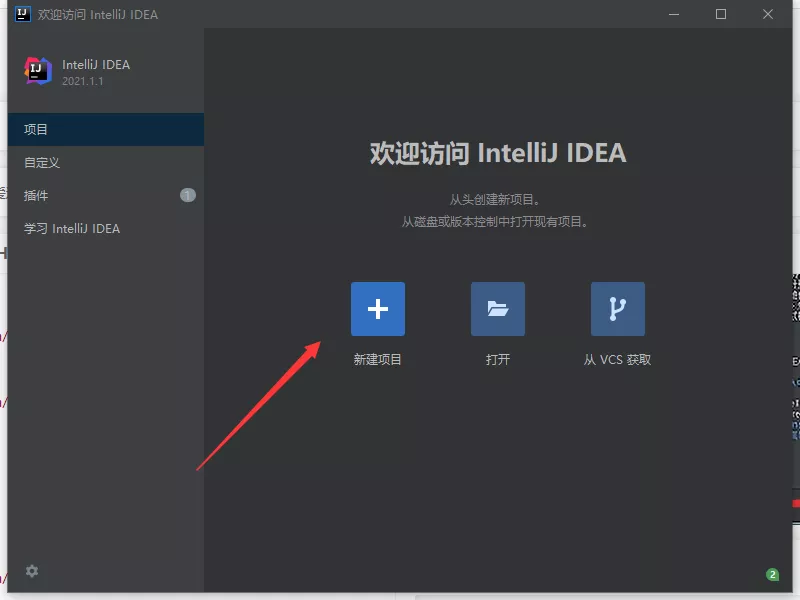 欢迎访问 IntelliJ IDEA
IntelliJ IDEA
2021.1.1
项目
自定义
插件
1
学习 IntelliJ IDEA
欢迎访问 IntelliJ IDEA
从头创建新项目。
从磁盘或版本控制中打开现有项目。
新建项目
打开
从 VCS 获取
2